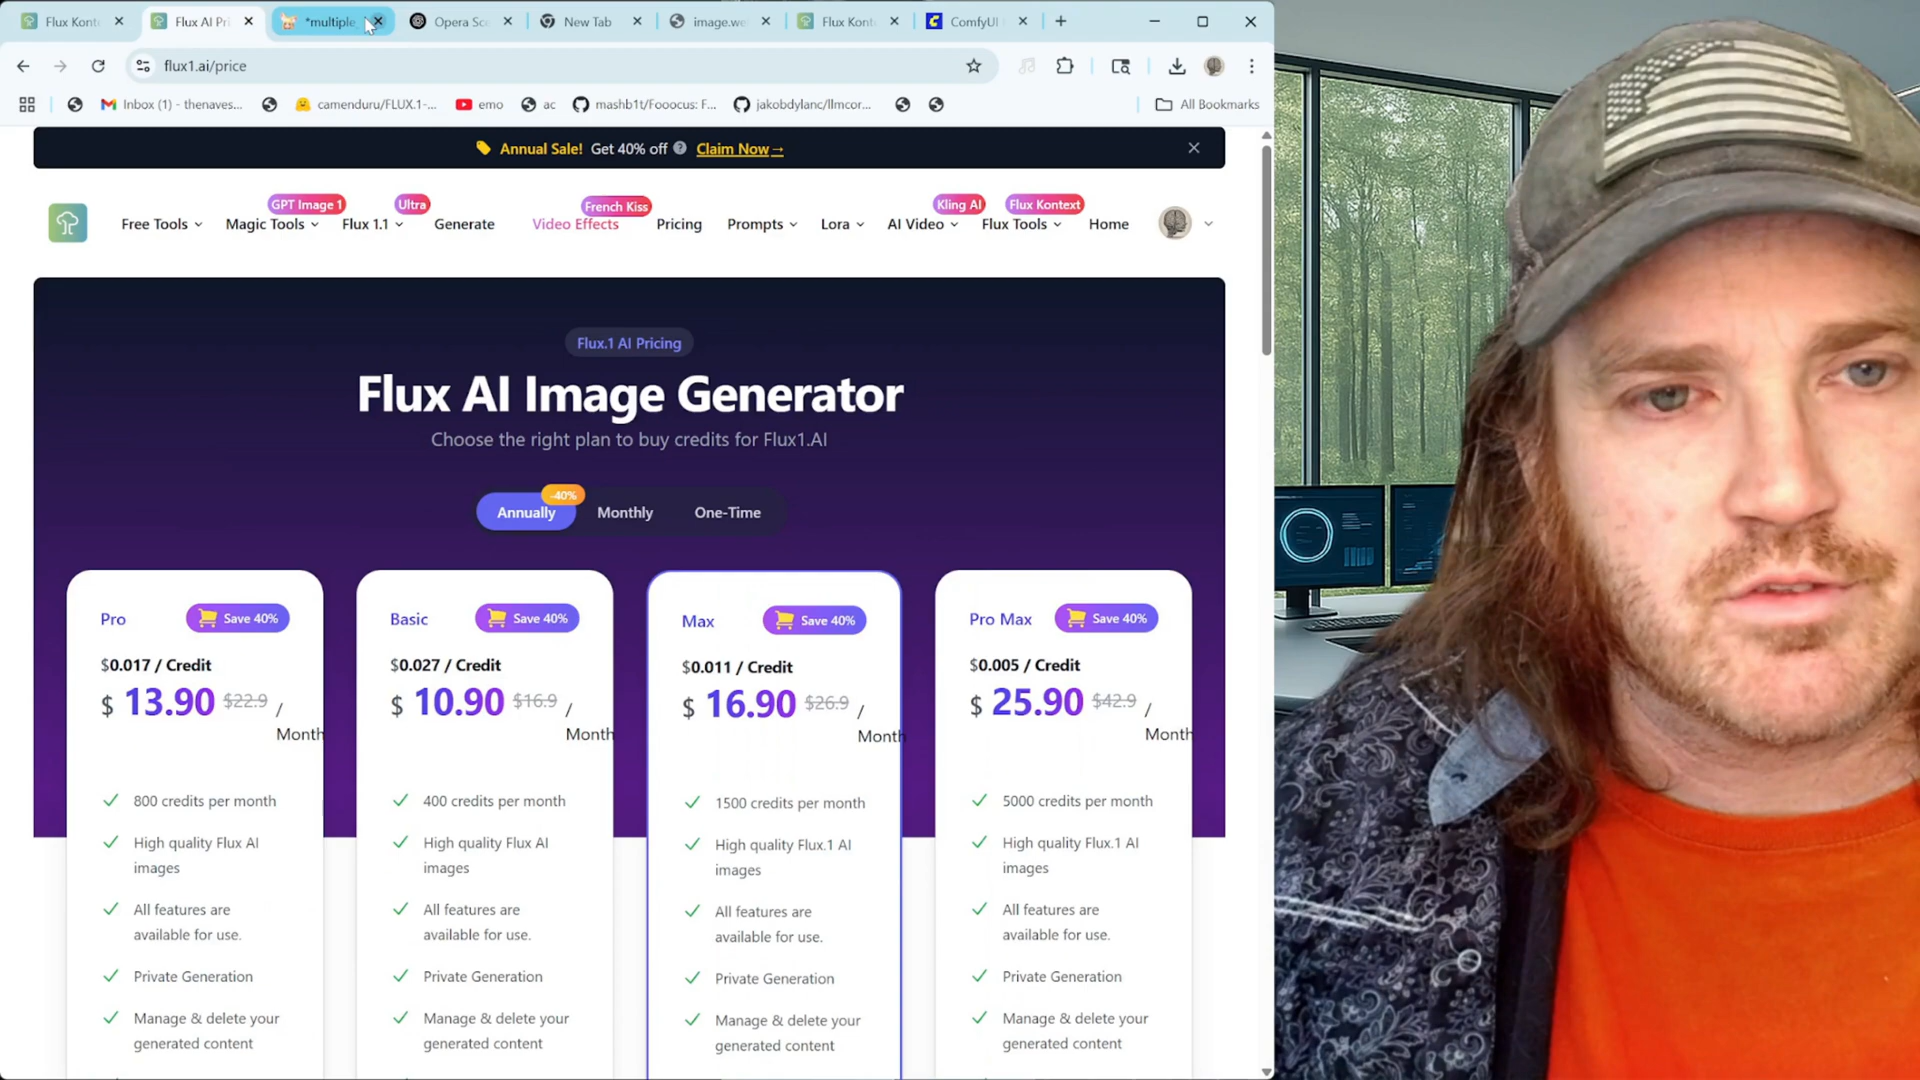 Flux Kont
Flux AI Pri
*multiple
Opera Sc
New Tab
image.we
Flux Kont
ComfyUI
flux1.ai/price
Inbox (1) - thenaves...
camenduru/FLUX.1-...
emo
ac
mashb1t/Fooocus: F...
jakobdylanc/llmcor...
All Bookmarks
Annual Sale! Get 40% off ? Claim Now→
GPT Image 1
Ultra
French Kiss
Kling AI
Flux Kontext
Free Tools
Magic Tools
Flux 1.1
Generate
Video Effects
Pricing
Prompts
Lora
AI Video
Flux Tools
Home
Flux.1 AI Pricing
Flux AI Image Generator
Choose the right plan to buy credits for Flux1.AI
-40%
Annually
Monthly
One-Time
Pro
Save 40%
$0.017 / Credit
$ 13.90 $22.9 /
Month
800 credits per month
High quality Flux AI
images
All features are
available for use.
Private Generation
Manage & delete your
generated content
Basic
Save 40%
$0.027 / Credit
$ 10.90 $16.9 /
Month
400 credits per month
High quality Flux AI
images
All features are
available for use.
Private Generation
Manage & delete your
generated content
Max
Save 40%
$0.011 / Credit
$ 16.90 $26.9 /
Month
1500 credits per month
High quality Flux.1 AI
images
All features are
available for use.
Private Generation
Manage & delete your
generated content
Pro Max
Save 40%
$0.005 / Credit
$ 25.90 $42.9 /
Month
5000 credits per month
High quality Flux.1 AI
images
All features are
available for use.
Private Generation
Manage & delete your
generated content